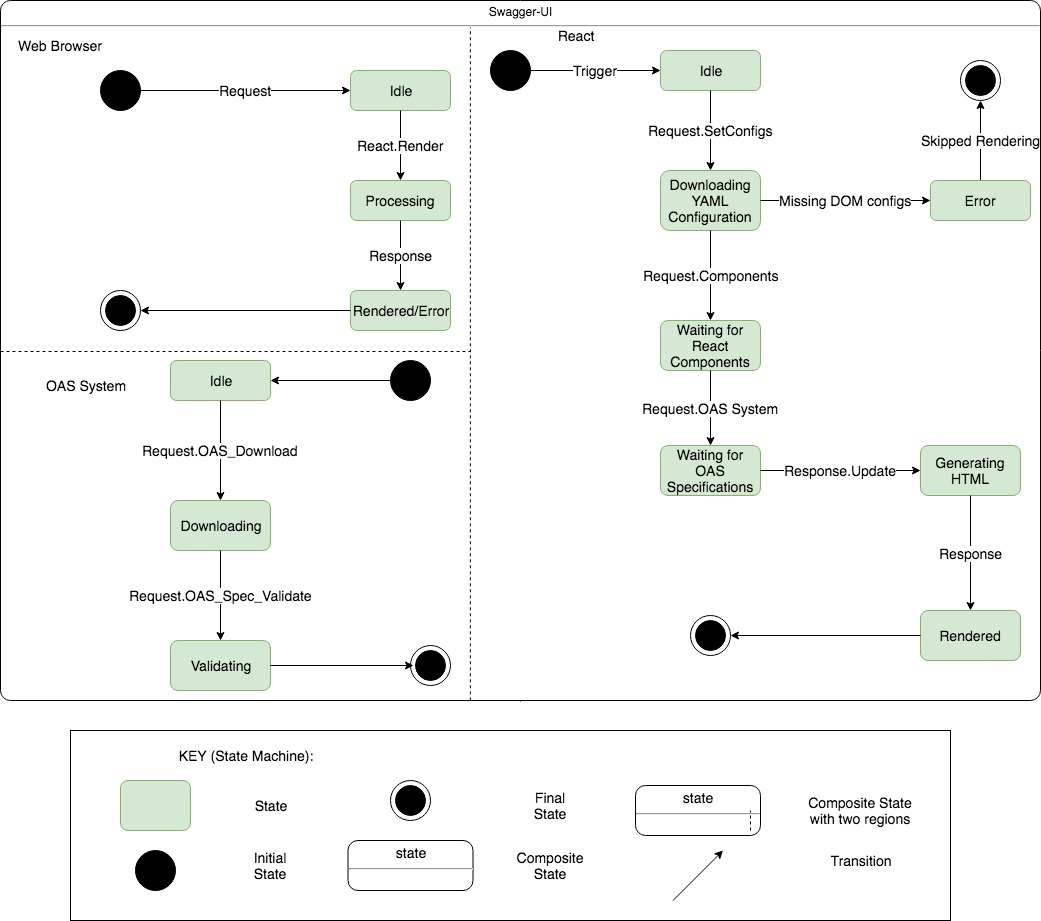 Swagger-UI
Web Browser
Request
Idle
React.Render
Processing
Response
Rendered/Error
OAS System
Idle
Request.OAS_Download
Downloading
Request.OAS_Spec_Validate
Validating
React
Trigger
Idle
Request.SetConfigs
Downloading
YAML
Configuration
Missing DOM configs
Error
Skipped Rendering
Request.Components
Waiting for
React
Components
Request.OAS System
Waiting for
OAS
Specifications
Response.Update
Generating
HTML
Response
Rendered
KEY (State Machine):
State
Final
State
state
Composite State
with two regions
Initial
State
state
Composite
State
Transition